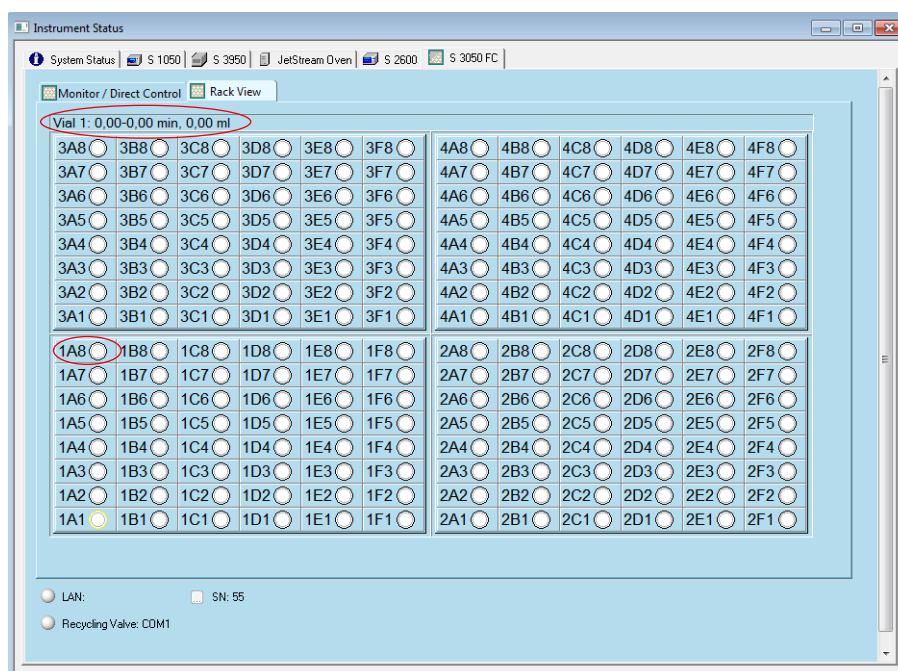 Instrument Status
System Status S 1050 S 3950 JetStream Oven S 2600 S 3050 FC
Monitor / Direct Control Rack View
Vial 1: 0,00-0,00 min, 0,00 ml
3A8 3B8 3C8 3D8 3E8 3F8 4A8 4B8 4C8 4D8 4E8 4F8
3A7 3B7 3C7 3D7 3E7 3F7 4A7 4B7 4C7 4D7 4E7 4F7
3A6 3B6 3C6 3D6 3E6 3F6 4A6 4B6 4C6 4D6 4E6 4F6
3A5 3B5 3C5 3D5 3E5 3F5 4A5 4B5 4C5 4D5 4E5 4F5
3A4 3B4 3C4 3D4 3E4 3F4 4A4 4B4 4C4 4D4 4E4 4F4
3A3 3B3 3C3 3D3 3E3 3F3 4A3 4B3 4C3 4D3 4E3 4F3
3A2 3B2 3C2 3D2 3E2 3F2 4A2 4B2 4C2 4D2 4E2 4F2
3A1 3B1 3C1 3D1 3E1 3F1 4A1 4B1 4C1 4D1 4E1 4F1
1A8 1B8 1C8 1D8 1E8 1F8 2A8 2B8 2C8 2D8 2E8 2F8
1A7 1B7 1C7 1D7 1E7 1F7 2A7 2B7 2C7 2D7 2E7 2F7
1A6 1B6 1C6 1D6 1E6 1F6 2A6 2B6 2C6 2D6 2E6 2F6
1A5 1B5 1C5 1D5 1E5 1F5 2A5 2B5 2C5 2D5 2E5 2F5
1A4 1B4 1C4 1D4 1E4 1F4 2A4 2B4 2C4 2D4 2E4 2F4
1A3 1B3 1C3 1D3 1E3 1F3 2A3 2B3 2C3 2D3 2E3 2F3
1A2 1B2 1C2 1D2 1E2 1F2 2A2 2B2 2C2 2D2 2E2 2F2
1A1 1B1 1C1 1D1 1E1 1F1 2A1 2B1 2C1 2D1 2E1 2F1
LAN: SN: 55
Recycling Valve: COM1